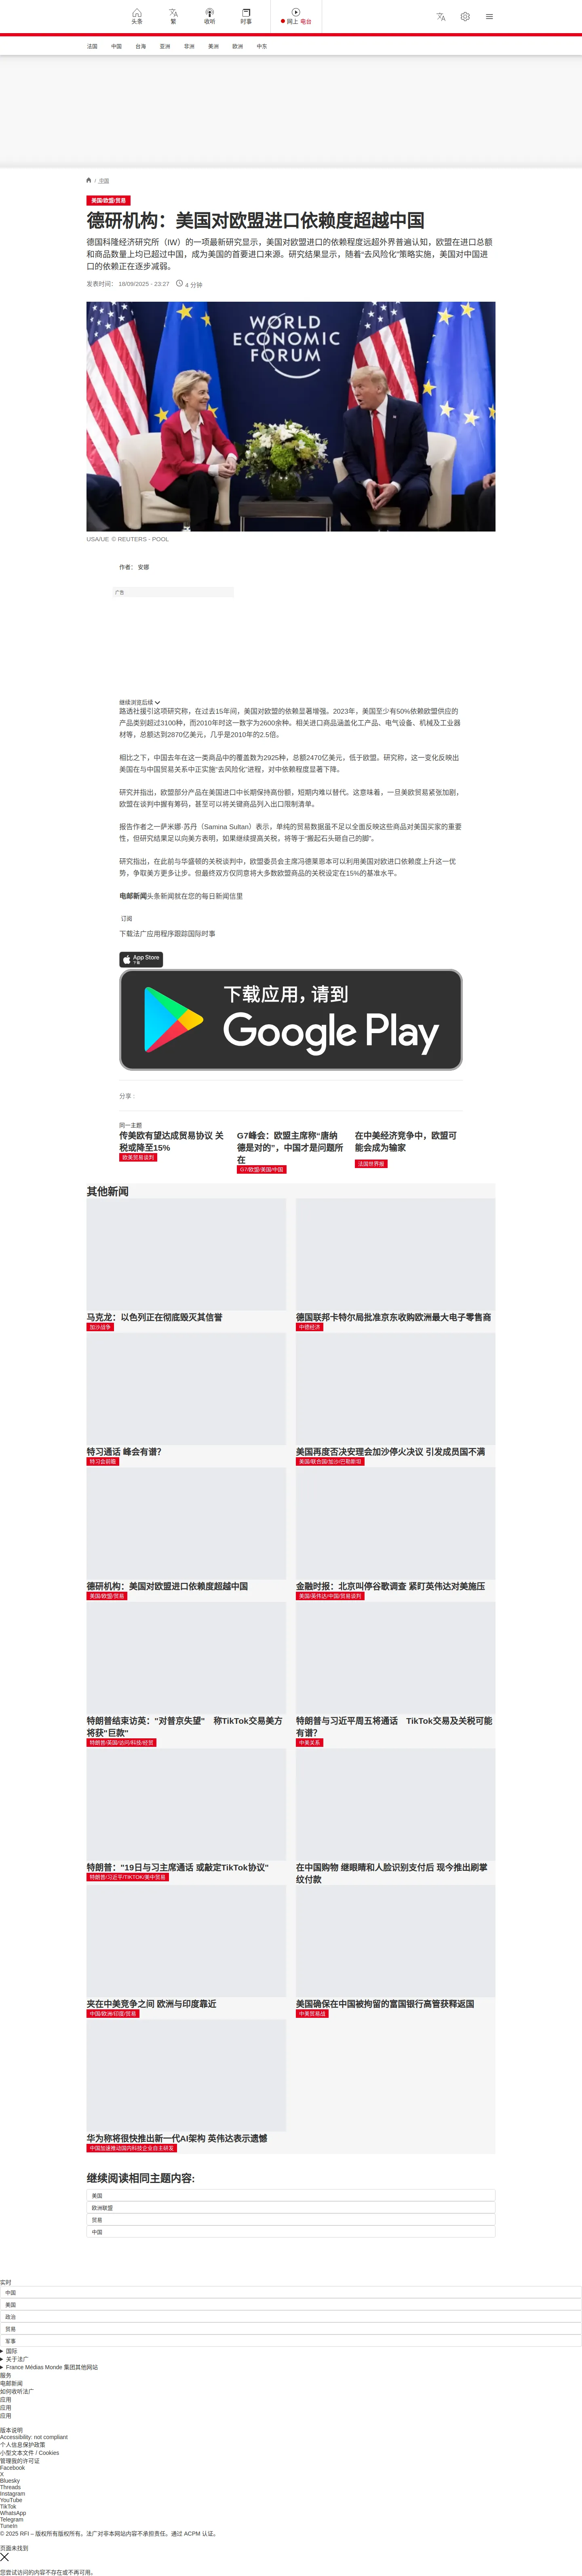 头条
繁
收听
时事
网上 电台
法国 中国 台海 亚洲 非洲 美洲 欧洲 中东
/ 中国
美国/欧盟/贸易
德研机构：美国对欧盟进口依赖度超越中国
德国科隆经济研究所（IW）的一项最新研究显示，美国对欧盟进口的依赖程度远超外界普遍认知，欧盟在进口总额
和商品数量上均已超过中国，成为美国的首要进口来源。研究结果显示，随着“去风险化”策略实施，美国对中国进
口的依赖正在逐步减弱。
发表时间： 18/09/2025 - 23:27 4 分钟
WORLD
ECONOMIC
FORUM
USA/UE © REUTERS - POOL
作者： 安娜
广告
继续浏览后续
路透社援引这项研究称，在过去15年间，美国对欧盟的依赖显著增强。2023年，美国至少有50%依赖欧盟供应的
产品类别超过3100种，而2010年时这一数字为2600余种。相关进口商品涵盖化工产品、电气设备、机械及工业器
材等，总额达到2870亿美元，几乎是2010年的2.5倍。
相比之下，中国去年在这一类商品中的覆盖数为2925种，总额2470亿美元，低于欧盟。研究称，这一变化反映出
美国在与中国贸易关系中正实施“去风险化”进程，对中依赖程度显著下降。
研究并指出，欧盟部分产品在美国进口中长期保持高份额，短期内难以替代。这意味着，一旦美欧贸易紧张加剧，
欧盟在谈判中握有筹码，甚至可以将关键商品列入出口限制清单。
报告作者之一萨米娜·苏丹（Samina Sultan）表示，单纯的贸易数据虽不足以全面反映这些商品对美国买家的重要
性，但研究结果足以向美方表明，如果继续提高关税，将等于“搬起石头砸自己的脚”。
研究指出，在此前与华盛顿的关税谈判中，欧盟委员会主席冯德莱恩本可以利用美国对欧进口依赖度上升这一优
势，争取美方更多让步。但最终双方仅同意将大多数欧盟商品的关税设定在15%的基准水平。
电邮新闻头条新闻就在您的每日新闻信里
订阅
下载法广应用程序跟踪国际时事
App Store
下载
下载应用，请到
Google Play
分享 :
同一主题
传美欧有望达成贸易协议 关
税或降至15%
欧美贸易谈判
G7峰会：欧盟主席称“唐纳
德是对的”，中国才是问题所
在
G7/欧盟/美国/中国
在中美经济竞争中，欧盟可
能会成为输家
法国世界报
其他新闻
马克龙：以色列正在彻底毁灭其信誉
加沙战争
德国联邦卡特尔局批准京东收购欧洲最大电子零售商
中德经济
特习通话 峰会有谱？
特习会前瞻
美国再度否决安理会加沙停火决议 引发成员国不满
美国/联合国/加沙/巴勒斯坦
德研机构：美国对欧盟进口依赖度超越中国
美国/欧盟/贸易
金融时报：北京叫停谷歌调查 紧盯英伟达对美施压
美国/英伟达/中国/贸易谈判
特朗普结束访英："对普京失望" 称TikTok交易美方
将获"巨款"
特朗普/英国/访问/科技/经贸
特朗普与习近平周五将通话 TikTok交易及关税可能
有谱？
中美关系
特朗普："19日与习主席通话 或敲定TikTok协议"
特朗普/习近平/TIKTOK/美中贸易
在中国购物 继眼睛和人脸识别支付后 现今推出刷掌
纹付款
夹在中美竞争之间 欧洲与印度靠近
中国/欧洲/印度/贸易
美国确保在中国被拘留的富国银行高管获释返国
中美贸易战
华为称将很快推出新一代AI架构 英伟达表示遗憾
中国加速推动国内科技企业自主研发
继续阅读相同主题内容:
美国
欧洲联盟
贸易
中国
实时
中国
美国
政治
贸易
军事
国际
关于法广
France Médias Monde 集团其他网站
服务
电邮新闻
如何收听法广
应用
应用
应用
版本说明
Accessibility: not compliant
个人信息保护政策
小型文本文件 / Cookies
管理我的许可证
Facebook
X
Bluesky
Threads
Instagram
YouTube
TikTok
WhatsApp
Telegram
TuneIn
© 2025 RFI – 版权所有版权所有。法广对非本网站内容不承担责任。通过 ACPM 认证。
页面未找到
您尝试访问的内容不存在或不再可用。